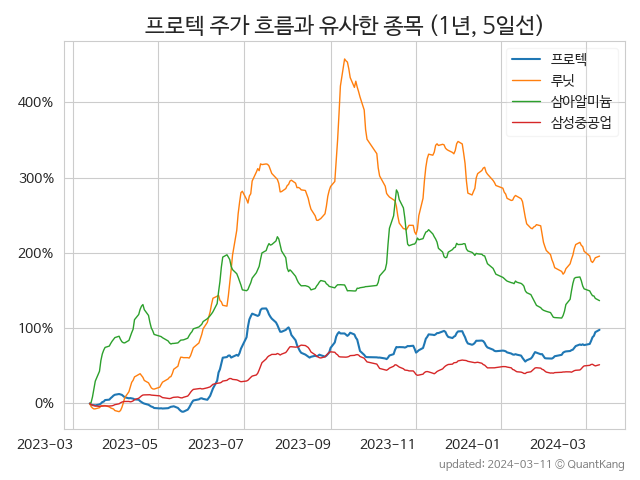 프로텍 주가 흐름과 유사한 종목 (1년, 5일선)
프로텍
루닛
삼아알미늄
삼성중공업
400%
300%
200%
100%
0%
2023-03 2023-05 2023-07 2023-09 2023-11 2024-01 2024-03
updated: 2024-03-11 © QuantKang